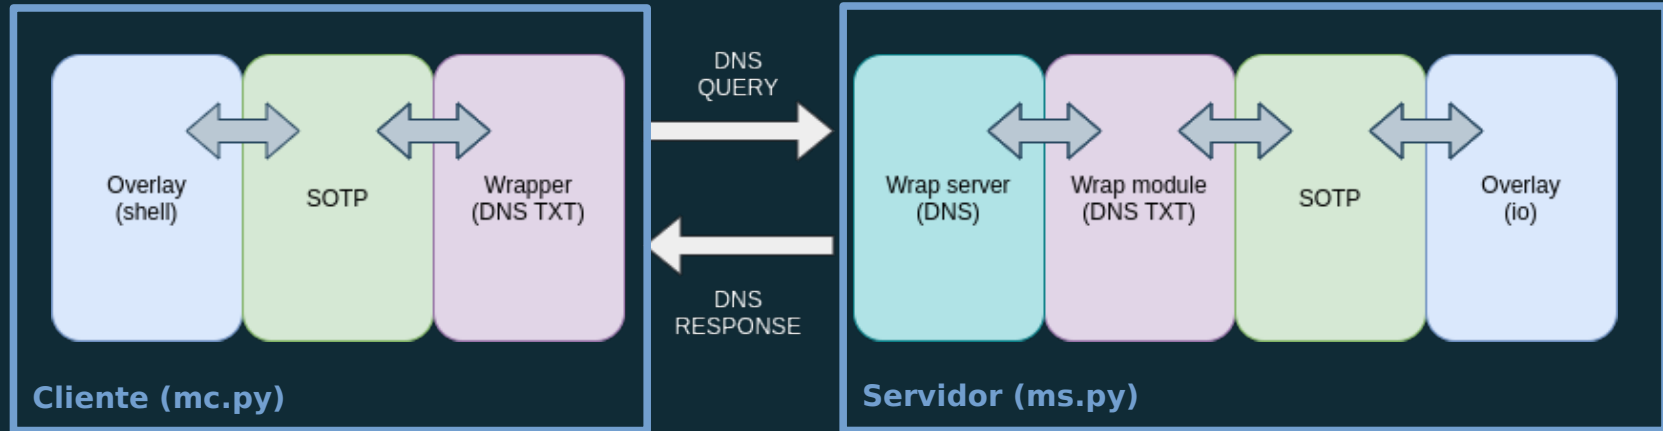 Overlay
(shell)
SOTP
Wrapper
(DNS TXT)
Cliente (mc.py)
DNS
QUERY
DNS
RESPONSE
Wrap server
(DNS)
Wrap module
(DNS TXT)
SOTP
Overlay
(io)
Servidor (ms.py)